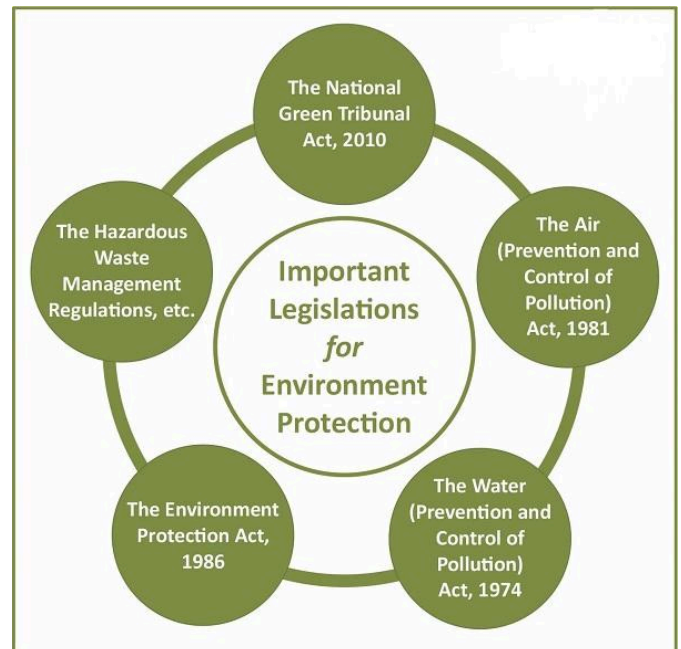 The National
Green Tribunal
Act, 2010
The Air
(Prevention and
Control of
Pollution)
Act, 1981
The Water
(Prevention and
Control of
Pollution)
Act, 1974
The Environment
Protection Act,
1986
The Hazardous
Waste
Management
Regulations, etc.
Important
Legislations
for
Environment
Protection